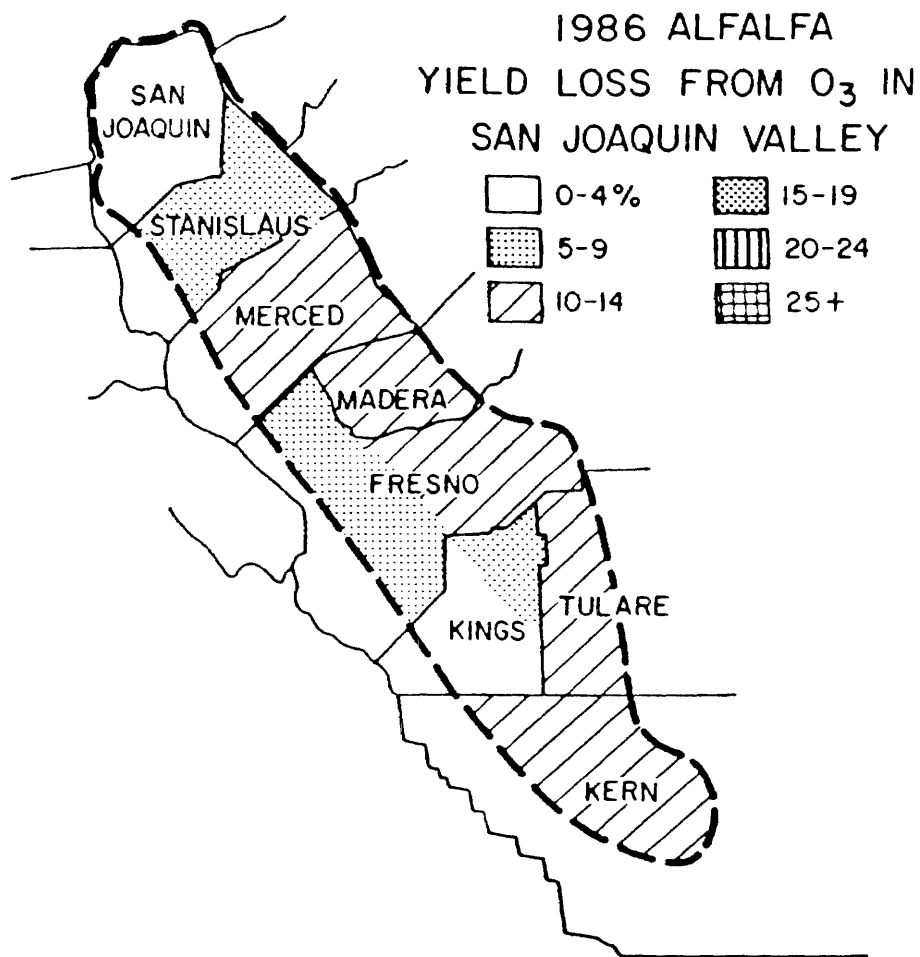 1986 ALFALFA
YIELD LOSS FROM O₃ IN
SAN JOAQUIN VALLEY
0-4%
15-19
5-9
20-24
10-14
25+
SAN
JOAQUIN
STANISLAUS
MERCED
MADERA
FRESNO
TULARE
KINGS
KERN